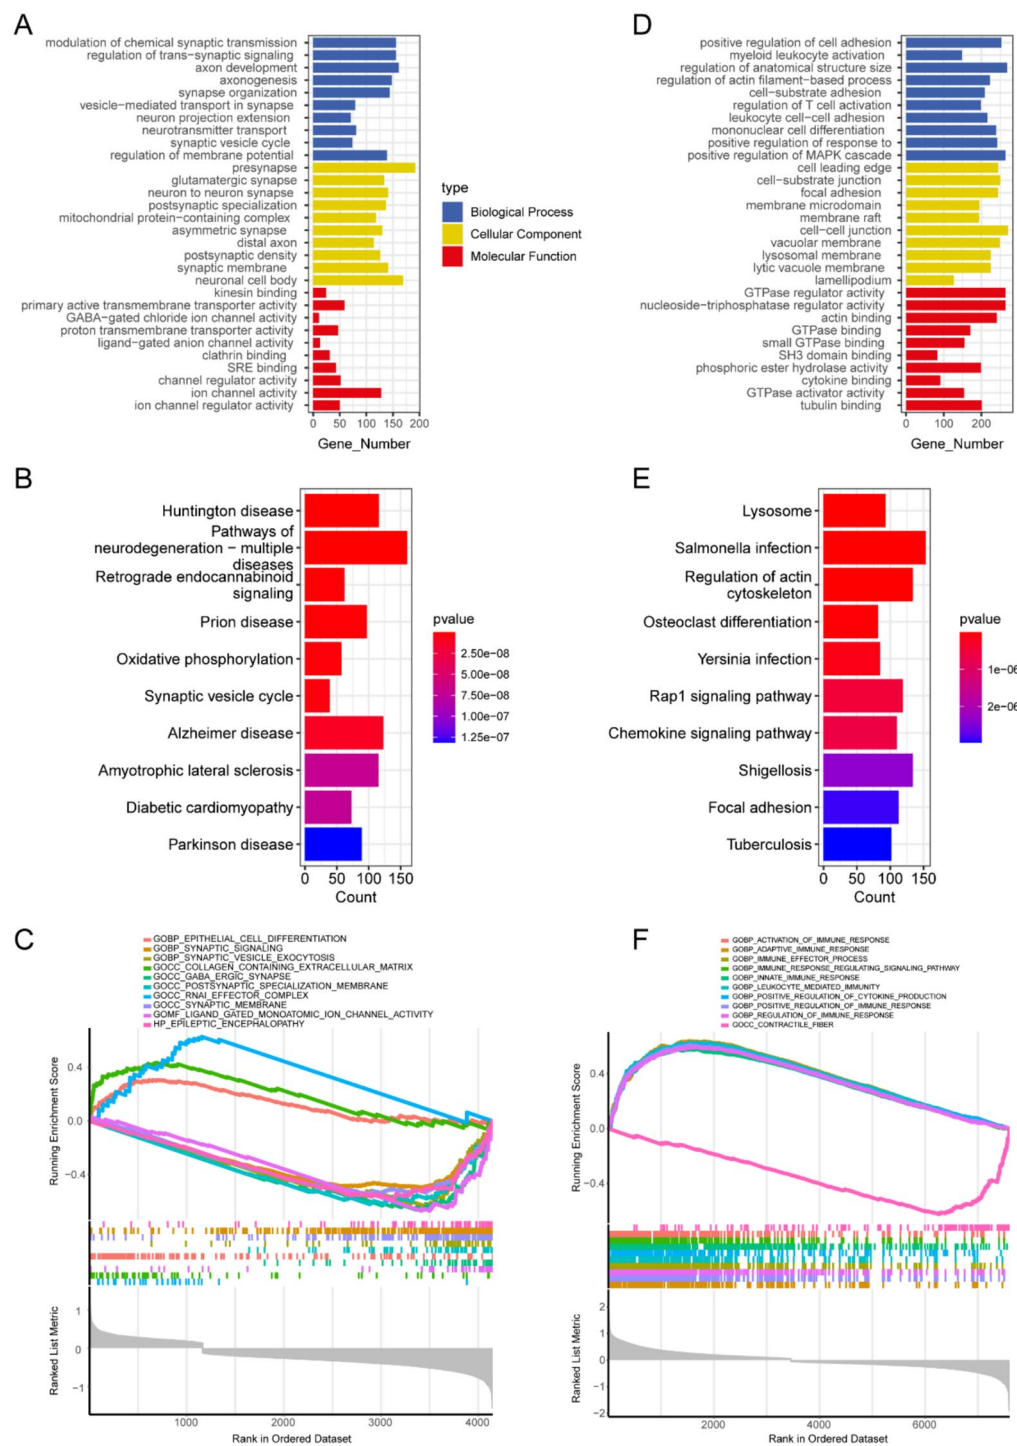 A
modulation of chemical synaptic transmission
regulation of trans−synaptic signaling
axon development
axonogenesis
synapse organization
vesicle−mediated transport in synapse
neuron projection extension
neurotransmitter transport
synaptic vesicle cycle
regulation of membrane potential
presynapse
glutamatergic synapse
neuron to neuron synapse
postsynaptic specialization
mitochondrial protein−containing complex
asymmetric synapse
distal axon
postsynaptic density
synaptic membrane
neuronal cell body
kinesin binding
primary active transmembrane transporter activity
GABA−gated chloride ion channel activity
proton transmembrane transporter activity
ligand−gated anion channel activity
clathrin binding
SRE binding
channel regulator activity
ion channel activity
ion channel regulator activity
0 50 100 150 200
Gene_Number
type
Biological Process
Cellular Component
Molecular Function
D
positive regulation of cell adhesion
myeloid leukocyte activation
regulation of anatomical structure size
regulation of actin filament−based process
cell−substrate adhesion
regulation of T cell activation
leukocyte cell−cell adhesion
mononuclear cell differentiation
positive regulation of response to
positive regulation of MAPK cascade
cell leading edge
cell−substrate junction
focal adhesion
membrane microdomain
membrane raft
cell−cell junction
vacuolar membrane
lysosomal membrane
lytic vacuole membrane
lamellipodium
GTPase regulator activity
nucleoside−triphosphatase regulator activity
actin binding
GTPase binding
small GTPase binding
SH3 domain binding
phosphoric ester hydrolase activity
cytokine binding
GTPase activator activity
tubulin binding
0 100 200
Gene_Number
B
Huntington disease
Pathways of
neurodegeneration − multiple
diseases
Retrograde endocannabinoid
signaling
Prion disease
Oxidative phosphorylation
Synaptic vesicle cycle
Alzheimer disease
Amyotrophic lateral sclerosis
Diabetic cardiomyopathy
Parkinson disease
0 50 100 150
Count
pvalue
2.50e−08
5.00e−08
7.50e−08
1.00e−07
1.25e−07
E
Lysosome
Salmonella infection
Regulation of actin
cytoskeleton
Osteoclast differentiation
Yersinia infection
Rap1 signaling pathway
Chemokine signaling pathway
Shigellosis
Focal adhesion
Tuberculosis
0 50 100 150
Count
pvalue
1e−06
2e−06
C
GOBP_EPITHELIAL_CELL_DIFFERENTIATION
GOBP_SYNAPTIC_SIGNALING
GOBP_SYNAPTIC_VESICLE_EXOCYTOSIS
GOCC_COLLAGEN_CONTAINING_EXTRACELLULAR_MATRIX
GOCC_GABA_ERGIC_SYNAPSE
GOCC_POSTSYNAPTIC_SPECIALIZATION_MEMBRANE
GOCC_RNAI_EFFECTOR_COMPLEX
GOCC_SYNAPTIC_MEMBRANE
GOMF_LIGAND_GATED_MONOATOMIC_ION_CHANNEL_ACTIVITY
HP_EPILEPTIC_ENCEPHALOPATHY
Running Enrichment Score
0.4
0.0
−0.4
Ranked List Metric
1
0
−1
1000 2000 3000 4000
Rank in Ordered Dataset
F
GOBP_ACTIVATION_OF_IMMUNE_RESPONSE
GOBP_ADAPTIVE_IMMUNE_RESPONSE
GOBP_IMMUNE_EFFECTOR_PROCESS
GOBP_IMMUNE_RESPONSE_REGULATING_SIGNALING_PATHWAY
GOBP_INNATE_IMMUNE_RESPONSE
GOBP_LEUKOCYTE_MEDIATED_IMMUNITY
GOBP_POSITIVE_REGULATION_OF_CYTOKINE_PRODUCTION
GOBP_POSITIVE_REGULATION_OF_IMMUNE_RESPONSE
GOBP_REGULATION_OF_IMMUNE_RESPONSE
GOCC_CONTRACTILE_FIBER
Running Enrichment Score
0.4
0.0
−0.4
Ranked List Metric
2
1
0
−1
−2
2000 4000 6000
Rank in Ordered Dataset